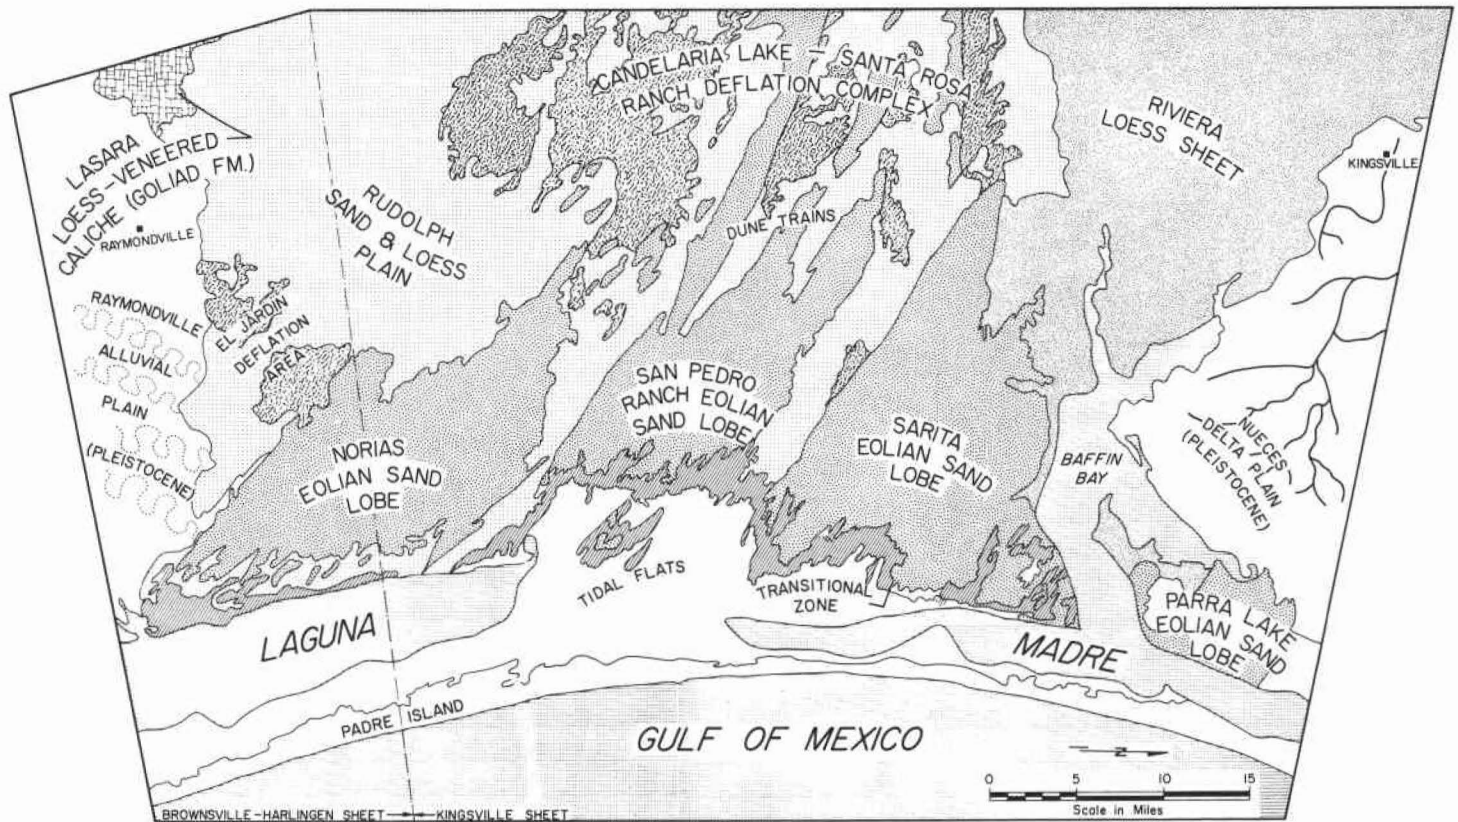 CANDELARIA LAKE – SANTA ROSA
RANCH DEFLATION COMPLEX
RIVIERA
LOESS SHEET
KINGSVILLE
LASARA
LOESS-VENEERED
CALICHE (GOLIAD FM.)
RAYMONDVILLE
RUDOLPH
SAND & LOESS
PLAIN
DUNE TRAINS
RAYMONDVILLE
ALLUVIAL
PLAIN
(PLEISTOCENE)
EL JARDIN
DEFLATION
AREA
NORIAS
EOLIAN SAND
LOBE
SAN PEDRO
RANCH EOLIAN
SAND LOBE
SARITA
EOLIAN SAND
LOBE
BAFFIN
BAY
NUECES
DELTA PLAIN
(PLEISTOCENE)
TIDAL FLATS
TRANSITIONAL
ZONE
PARRA LAKE
EOLIAN SAND
LOBE
LAGUNA
MADRE
PADRE ISLAND
GULF OF MEXICO
N
0 5 10 15
Scale in Miles
BROWNSVILLE-HARLINGEN SHEET
KINGSVILLE SHEET